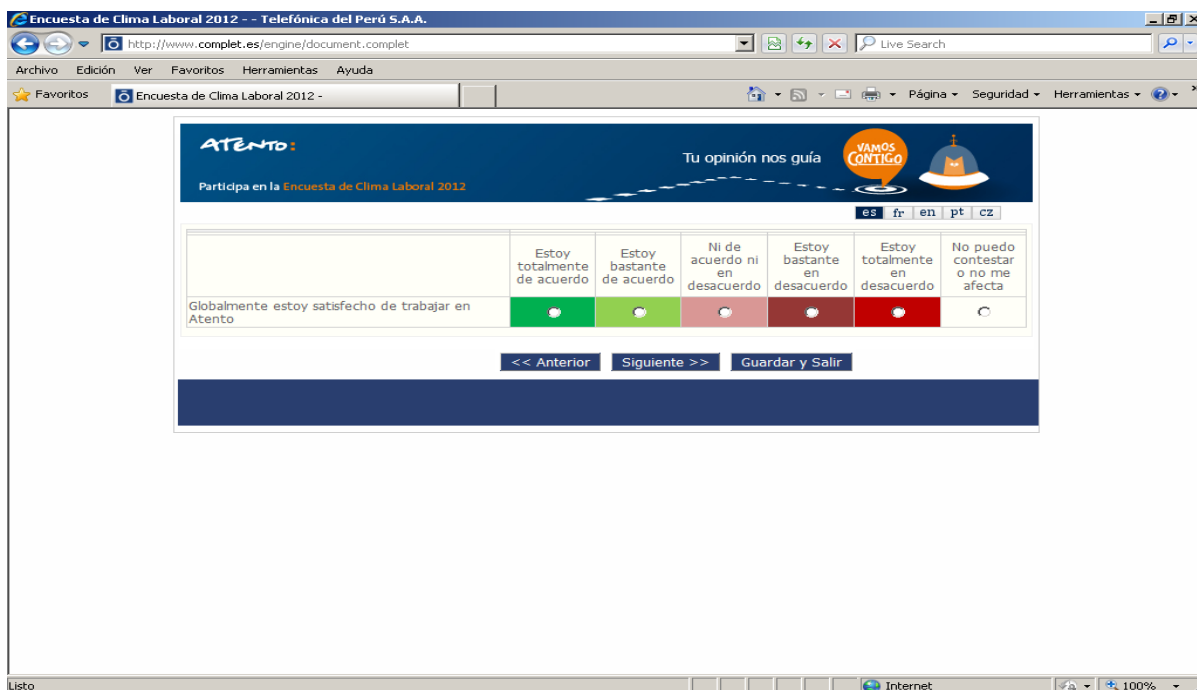 Encuesta de Clima Laboral 2012 - - Telefónica del Perú S.A.A.
http://www.complet.es/engine/document.complet
Live Search
Archivo Edición Ver Favoritos Herramientas Ayuda
Favoritos
Encuesta de Clima Laboral 2012 -
Página Seguridad Herramientas
ATENTO:
Participa en la Encuesta de Clima Laboral 2012
Tu opinión nos guía
VAMOS
CONTIGO
es fr en pt cz
Estoy
totalmente
de acuerdo
Estoy
bastante
de acuerdo
Ni de
acuerdo ni
en
desacuerdo
Estoy
bastante
en
desacuerdo
Estoy
totalmente
en
desacuerdo
No puedo
contestar
o no me
afecta
Globalmente estoy satisfecho de trabajar en
Atento
<< Anterior
Siguiente >>
Guardar y Salir
Listo
Internet
100%